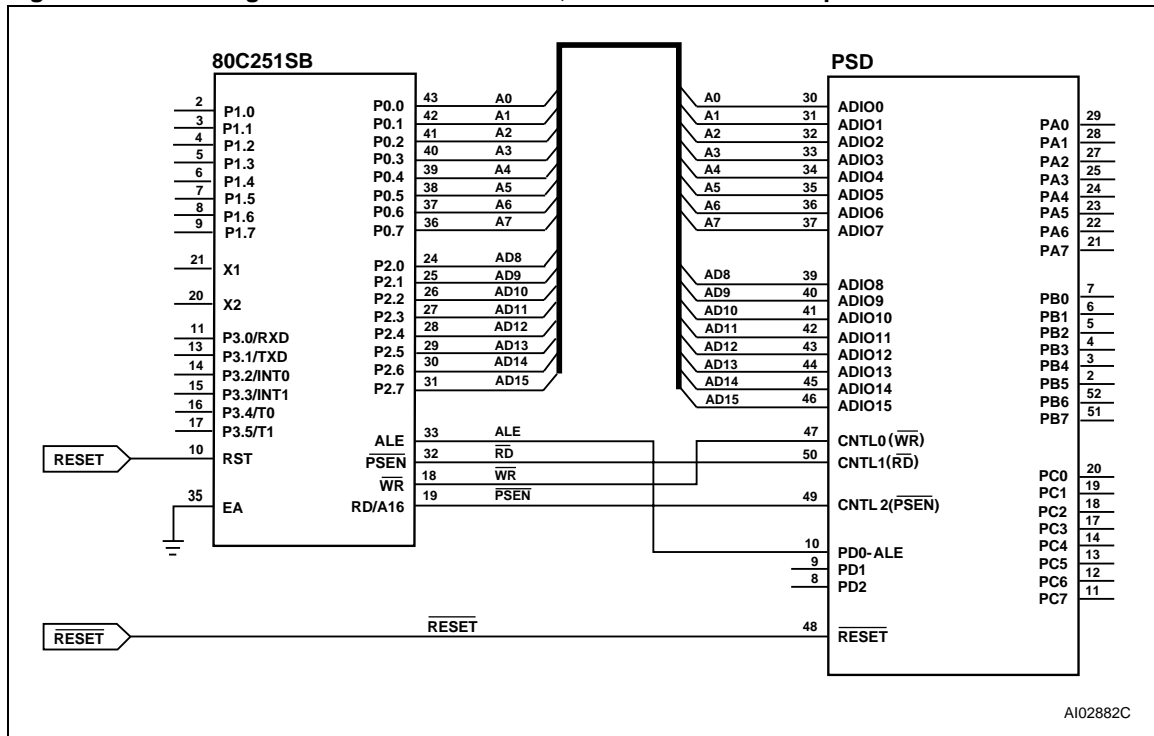 80C251SB
PSD
2 P1.0
3 P1.1
4 P1.2
5 P1.3
6 P1.4
7 P1.5
8 P1.6
9 P1.7
21 X1
20 X2
11 P3.0/RXD
13 P3.1/TXD
14 P3.2/INT0
15 P3.3/INT1
16 P3.4/T0
17 P3.5/T1
RESET 10 RST
35 EA
P0.0 43 A0
P0.1 42 A1
P0.2 41 A2
P0.3 40 A3
P0.4 39 A4
P0.5 38 A5
P0.6 37 A6
P0.7 36 A7
P2.0 24 AD8
P2.1 25 AD9
P2.2 26 AD10
P2.3 27 AD11
P2.4 28 AD12
P2.5 29 AD13
P2.6 30 AD14
P2.7 31 AD15
ALE 33 ALE
PSEN 32 RD
WR 18 WR
RD/A16 19 PSEN
A0 30 ADIO0
A1 31 ADIO1
A2 32 ADIO2
A3 33 ADIO3
A4 34 ADIO4
A5 35 ADIO5
A6 36 ADIO6
A7 37 ADIO7
AD8 39 ADIO8
AD9 40 ADIO9
AD10 41 ADIO10
AD11 42 ADIO11
AD12 43 ADIO12
AD13 44 ADIO13
AD14 45 ADIO14
AD15 46 ADIO15
47 CNTL0(WR)
50 CNTL1(RD)
49 CNTL 2(PSEN)
10 PD0-ALE
9 PD1
8 PD2
RESET RESET 48 RESET
PA0 29
PA1 28
PA2 27
PA3 25
PA4 24
PA5 23
PA6 22
PA7 21
PB0 7
PB1 6
PB2 5
PB3 4
PB4 3
PB5 2
PB6 52
PB7 51
PC0 20
PC1 19
PC2 18
PC3 17
PC4 14
PC5 13
PC6 12
PC7 11
AI02882C